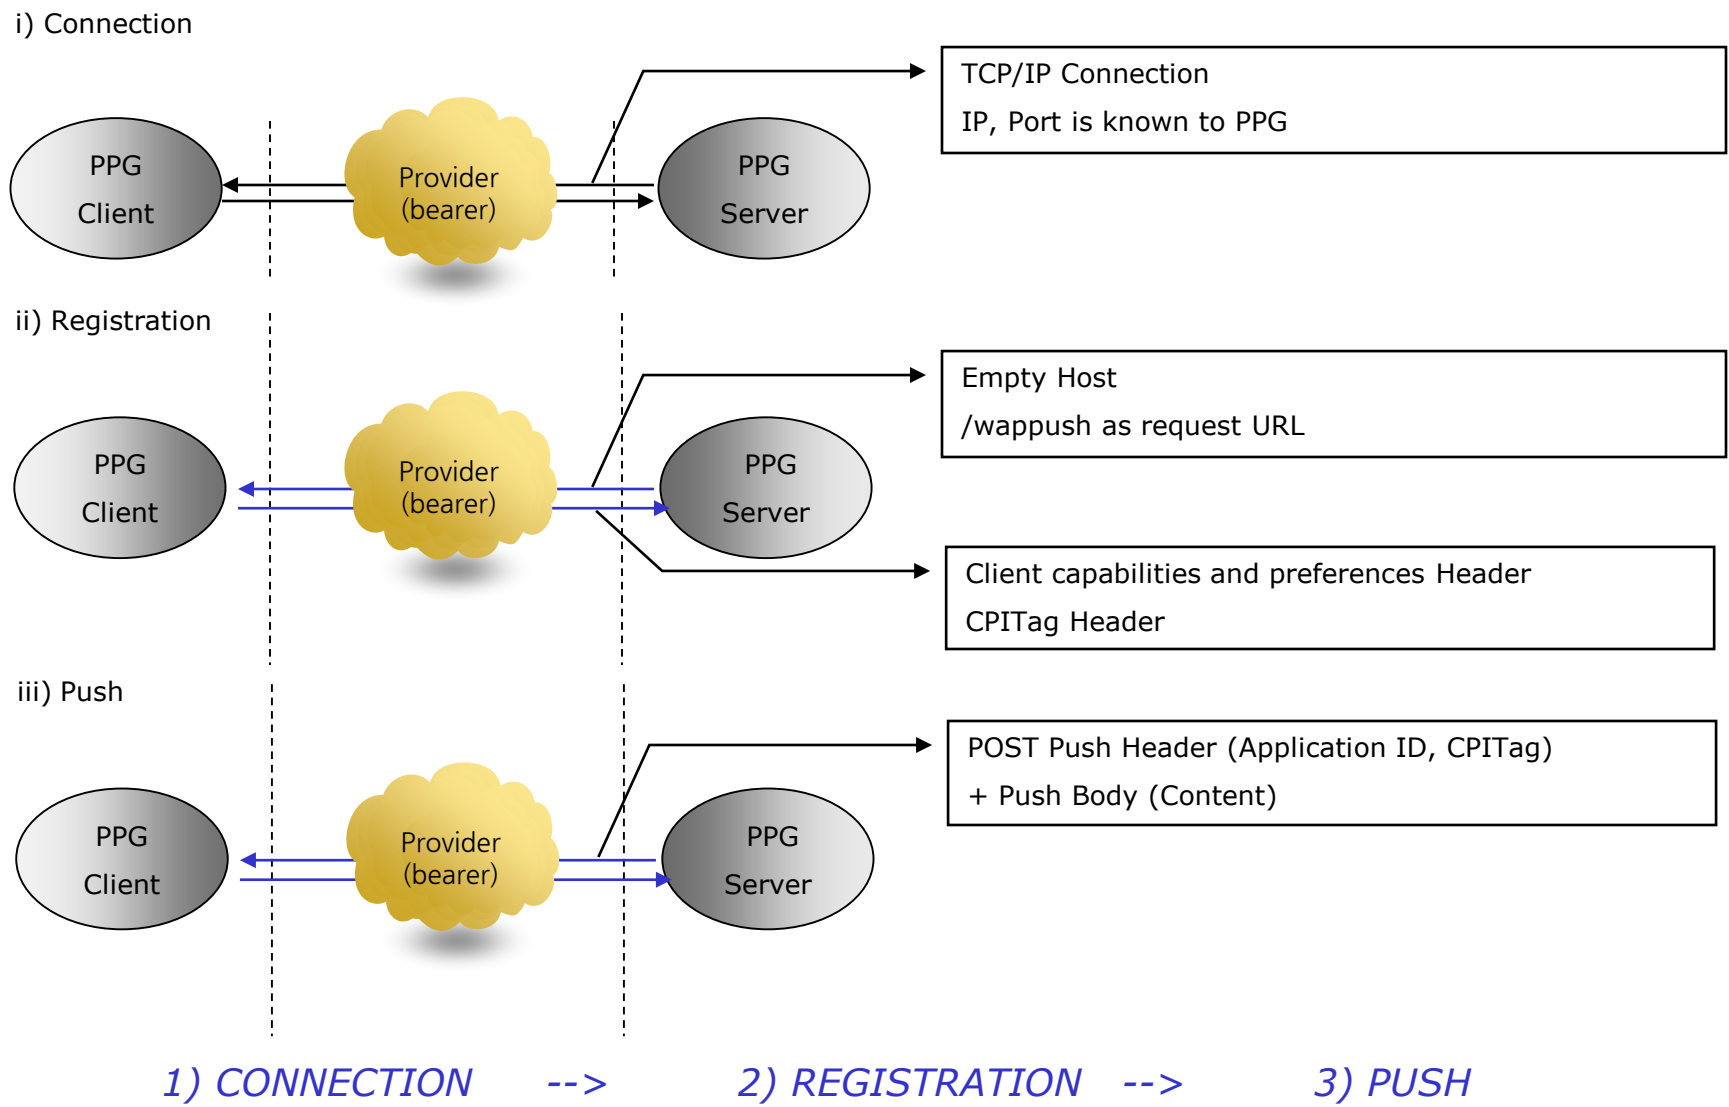 i) Connection
TCP/IP Connection
IP, Port is known to PPG
PPG
Client
Provider
(bearer)
PPG
Server
ii) Registration
Empty Host
/wappush as request URL
PPG
Client
Provider
(bearer)
PPG
Server
Client capabilities and preferences Header
CPITag Header
iii) Push
POST Push Header (Application ID, CPITag)
+ Push Body (Content)
PPG
Client
Provider
(bearer)
PPG
Server
1) CONNECTION --> 2) REGISTRATION --> 3) PUSH